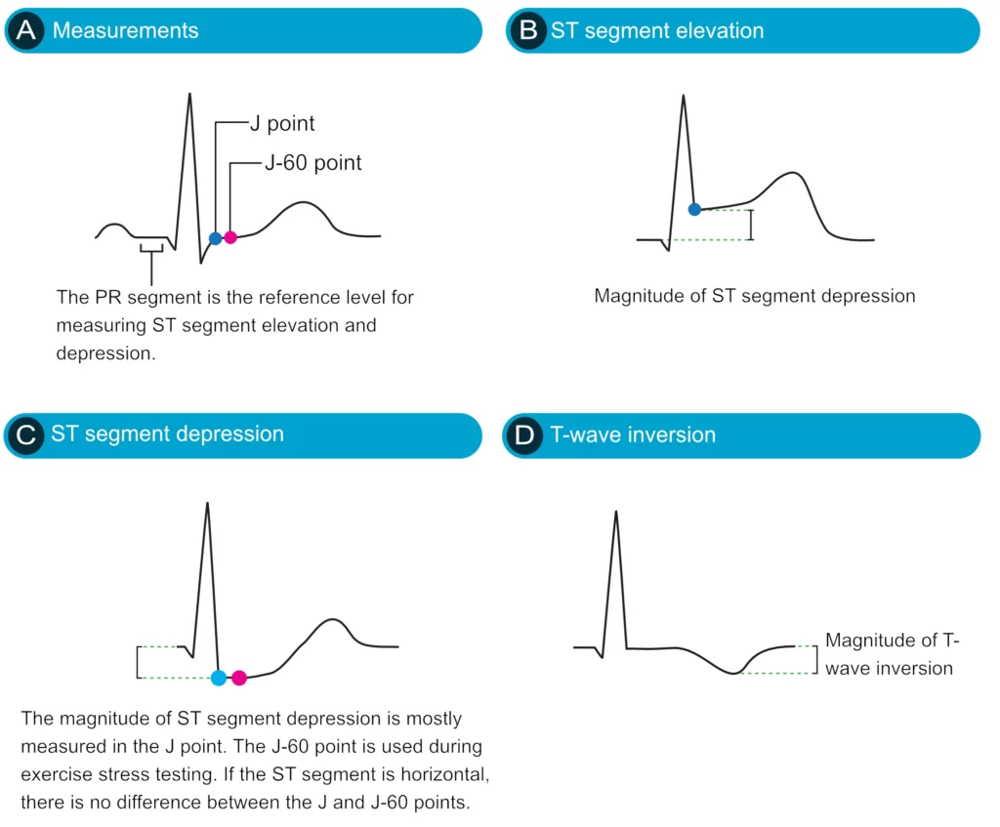 A Measurements
J point
J-60 point
The PR segment is the reference level for
measuring ST segment elevation and
depression.
B ST segment elevation
Magnitude of ST segment depression
C ST segment depression
The magnitude of ST segment depression is mostly
measured in the J point. The J-60 point is used during
exercise stress testing. If the ST segment is horizontal,
there is no difference between the J and J-60 points.
D T-wave inversion
Magnitude of T-
wave inversion